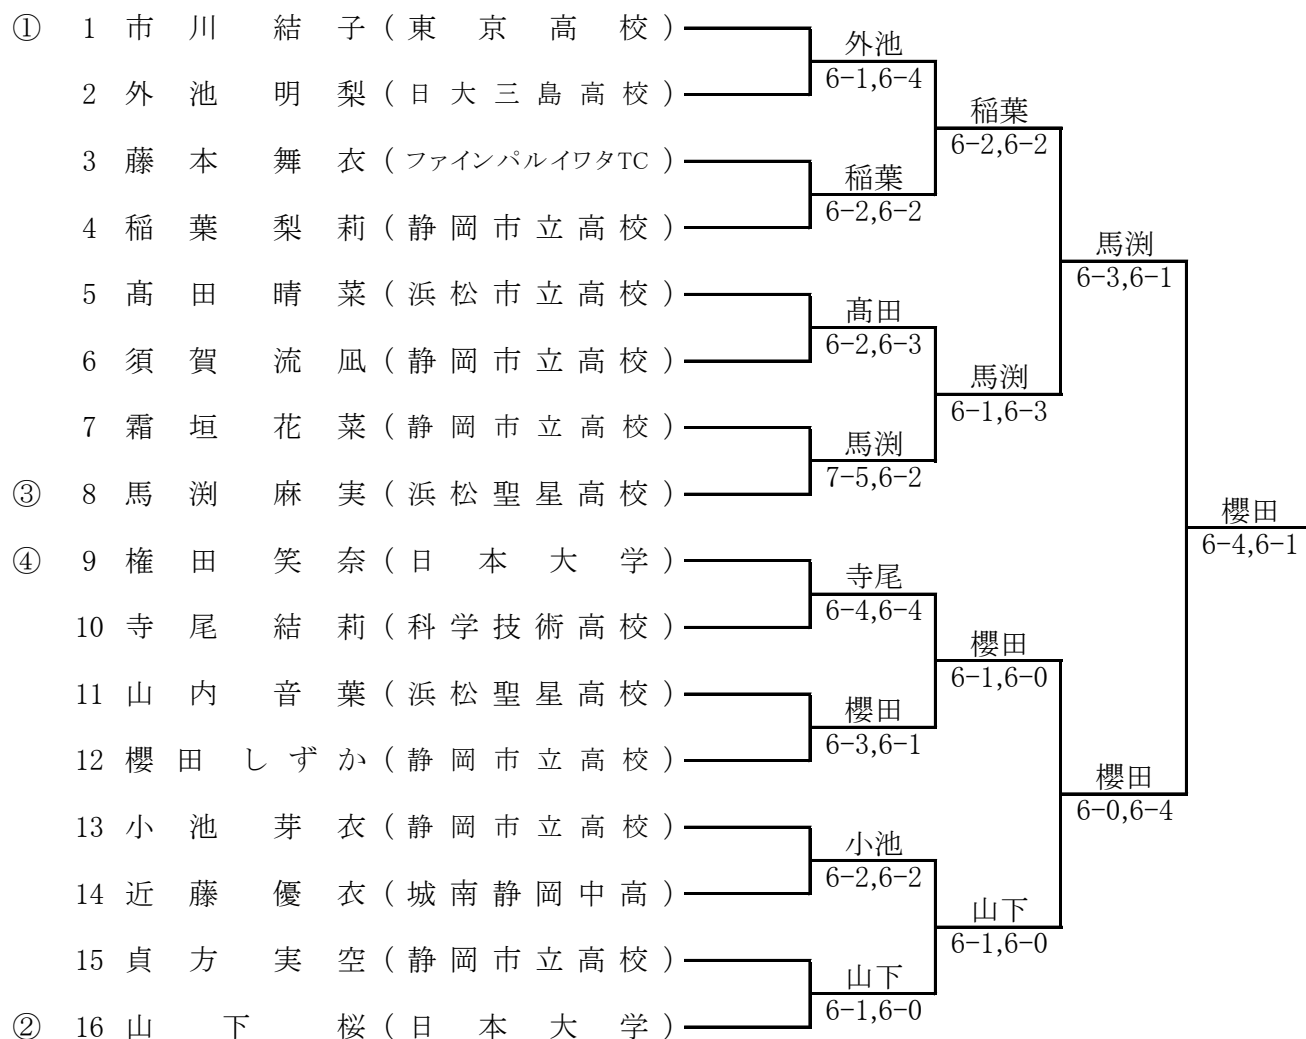 ① 1 市川 結子 (東京高校)
外池
6-1,6-4
2 外池 明梨 (日大三島高校)
稲葉
6-2,6-2
3 藤本 舞衣 (ファインパルイワタTC)
稲葉
6-2,6-2
4 稲葉 梨莉 (静岡市立高校)
馬渕
6-3,6-1
5 髙田 晴菜 (浜松市立高校)
髙田
6-2,6-3
6 須賀 流凪 (静岡市立高校)
馬渕
6-1,6-3
7 霜垣 花菜 (静岡市立高校)
馬渕
7-5,6-2
③ 8 馬渕 麻実 (浜松聖星高校)
櫻田
6-4,6-1
④ 9 権田 笑奈 (日本大学)
寺尾
6-4,6-4
10 寺尾 結莉 (科学技術高校)
櫻田
6-1,6-0
11 山内 音葉 (浜松聖星高校)
櫻田
6-3,6-1
12 櫻田 しずか (静岡市立高校)
櫻田
6-0,6-4
13 小池 芽衣 (静岡市立高校)
小池
6-2,6-2
14 近藤 優衣 (城南静岡中高)
山下
6-1,6-0
15 貞方 実空 (静岡市立高校)
山下
6-1,6-0
② 16 山下 桜 (日本大学)